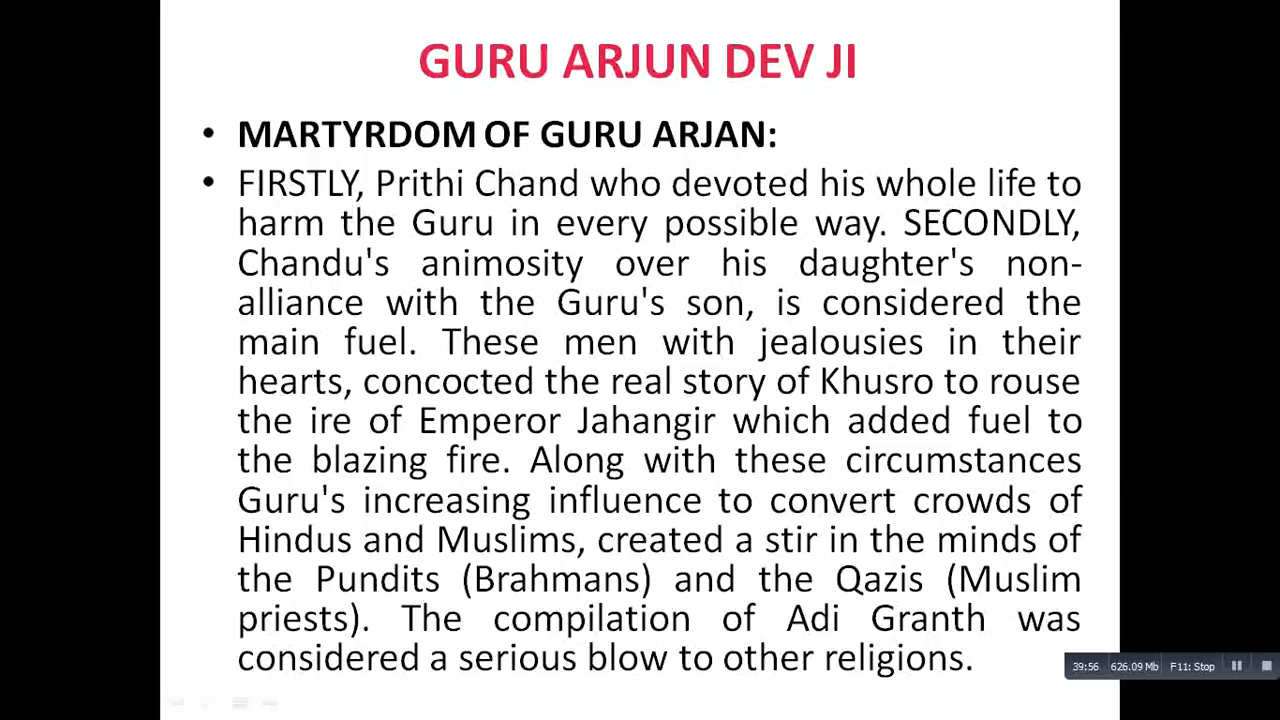 GURU ARJUN DEV JI
• MARTYRDOM OF GURU ARJAN:
• FIRSTLY, Prithi Chand who devoted his whole life to
harm the Guru in every possible way. SECONDLY,
Chandu's animosity over his daughter's non-
alliance with the Guru's son, is considered the
main fuel. These men with jealousies in their
hearts, concocted the real story of Khusro to rouse
the ire of Emperor Jahangir which added fuel to
the blazing fire. Along with these circumstances
Guru's increasing influence to convert crowds of
Hindus and Muslims, created a stir in the minds of
the Pundits (Brahmans) and the Qazis (Muslim
priests). The compilation of Adi Granth was
considered a serious blow to other religions.
39:56 626.09 Mb F11: Stop